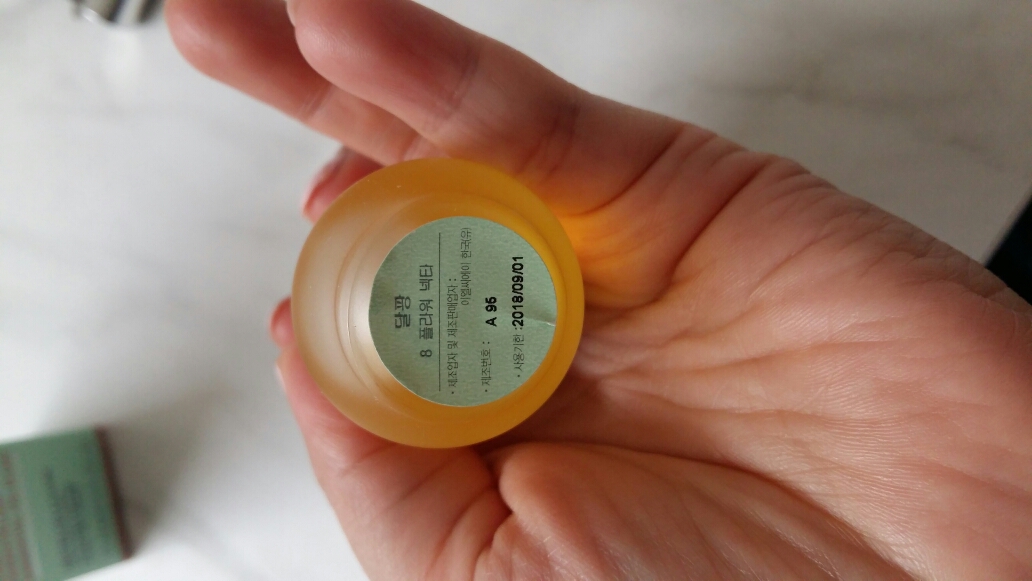 달팡
8 플라워 넥타
• 제조업자 및 제조판매업자 :
이엘씨에이 한국(유)
• 제조번호 : A 96
• 사용기한 :2018/09/01